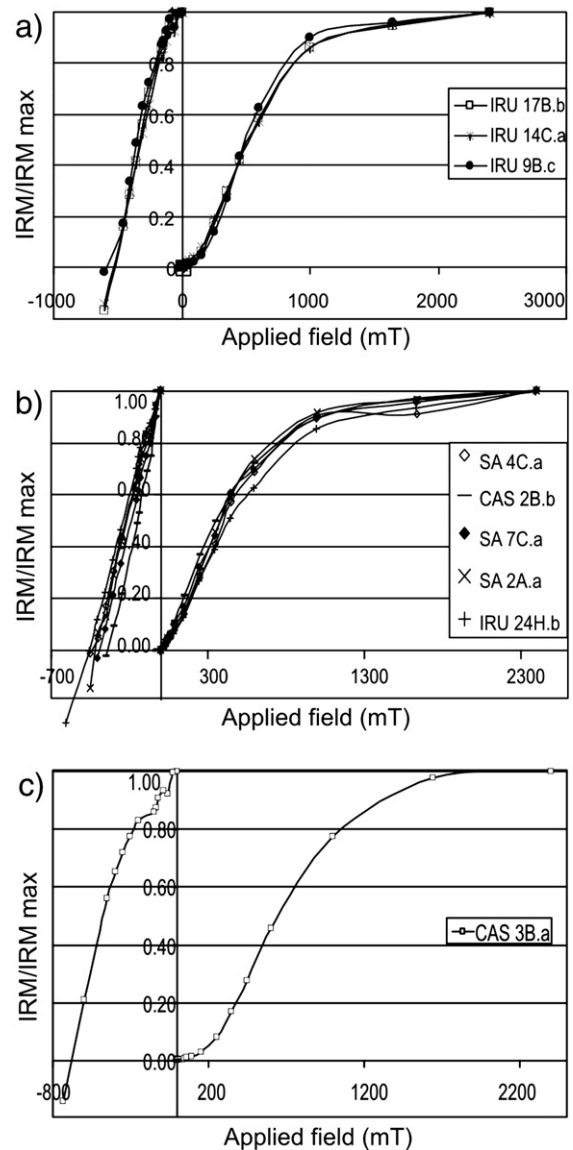 a)
IRM/IRM max
0.8
0.6
0.4
0.2
0
-1000 0 1000 2000 3000
Applied field (mT)
IRU 17B.b
IRU 14C.a
IRU 9B.c
b)
IRM/IRM max
1.00
0.80
0.60
0.40
0.20
0.00
-700 300 1300 2300
Applied field (mT)
SA 4C.a
CAS 2B.b
SA 7C.a
SA 2A.a
IRU 24H.b
c)
IRM/IRM max
1.00
0.80
0.60
0.40
0.20
0.00
-800 200 1200 2200
Applied field (mT)
CAS 3B.a